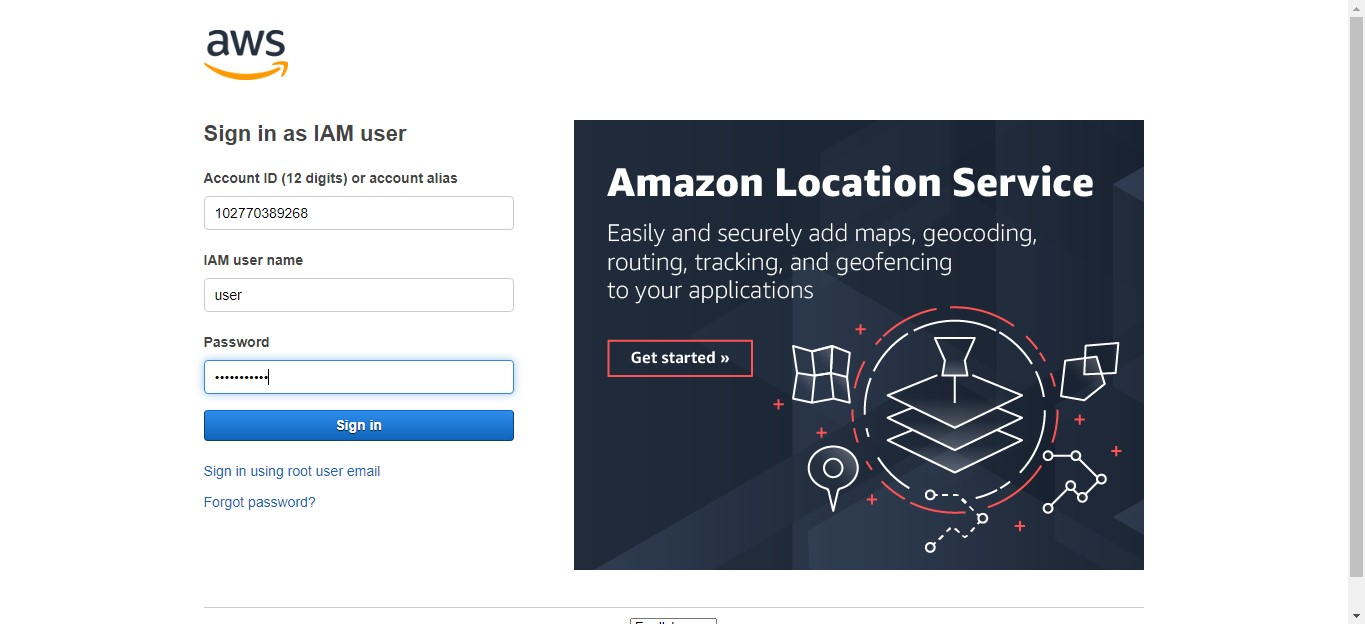 aws
Sign in as IAM user
Account ID (12 digits) or account alias
102770389268
IAM user name
user
Password
•••••••••••
Sign in
Sign in using root user email
Forgot password?
Amazon Location Service
Easily and securely add maps, geocoding,
routing, tracking, and geofencing
to your applications
Get started »